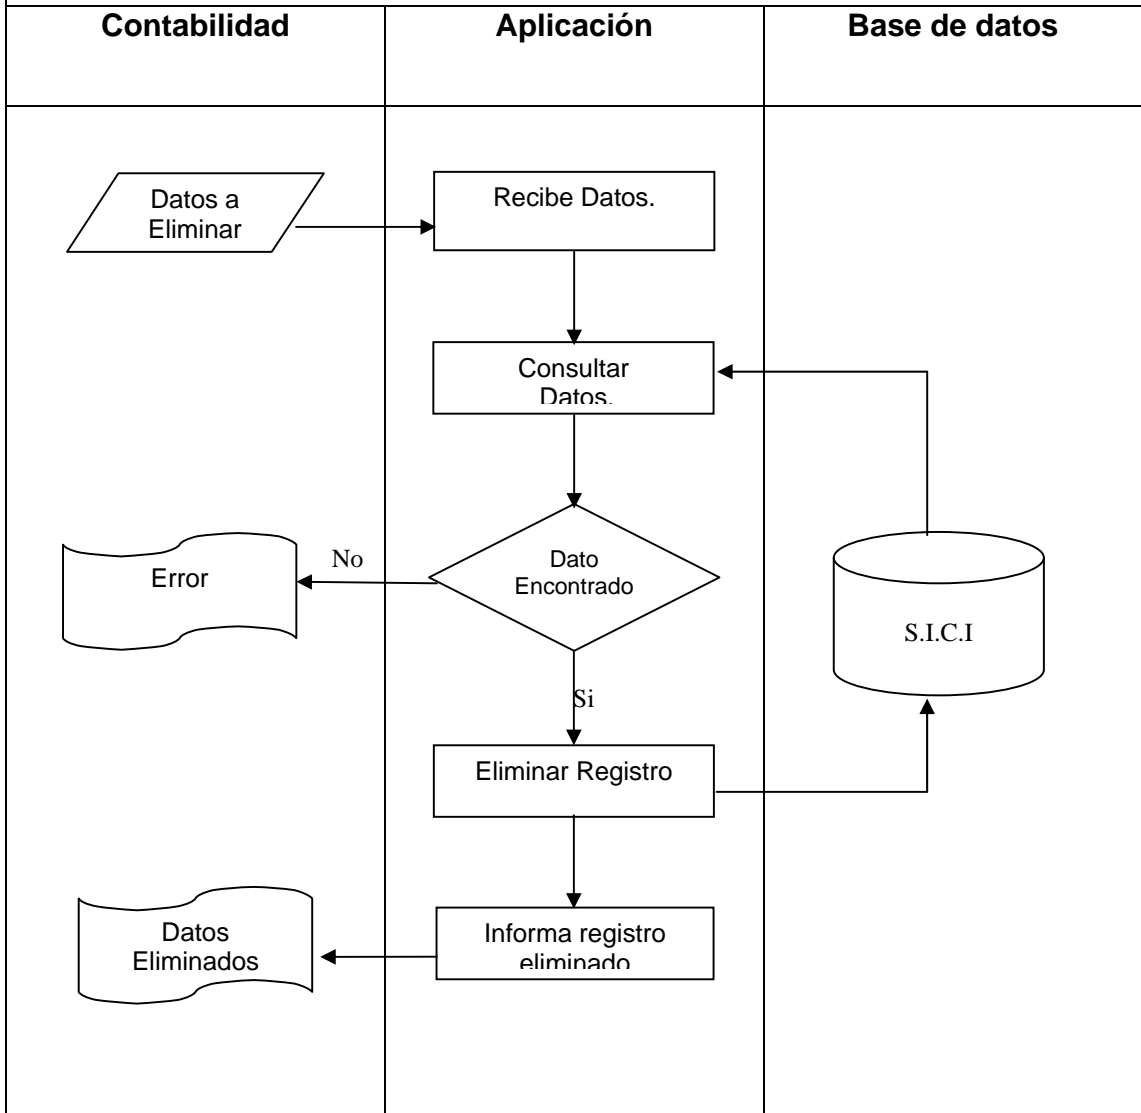 Contabilidad
Aplicación
Base de datos
Datos a
Eliminar
Recibe Datos.
Consultar
Datos.
Dato
Encontrado
No
Error
S.I.C.I
Si
Eliminar Registro
Informa registro
eliminado
Datos
Eliminados